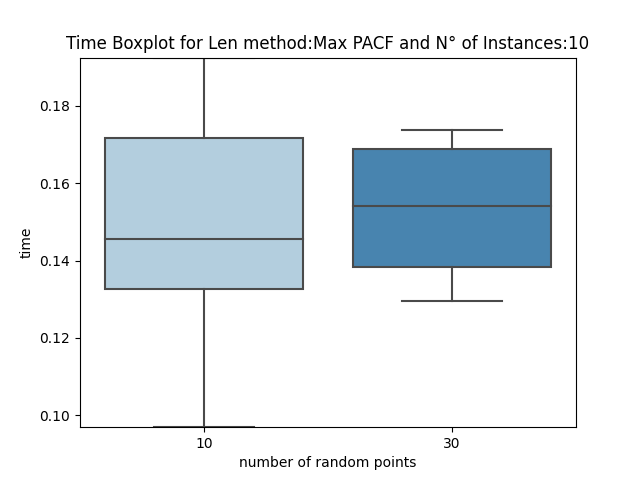 Time Boxplot for Len method:Max PACF and N° of Instances:10
0.18
0.16
0.14
0.12
0.10
time
10 30
number of random points